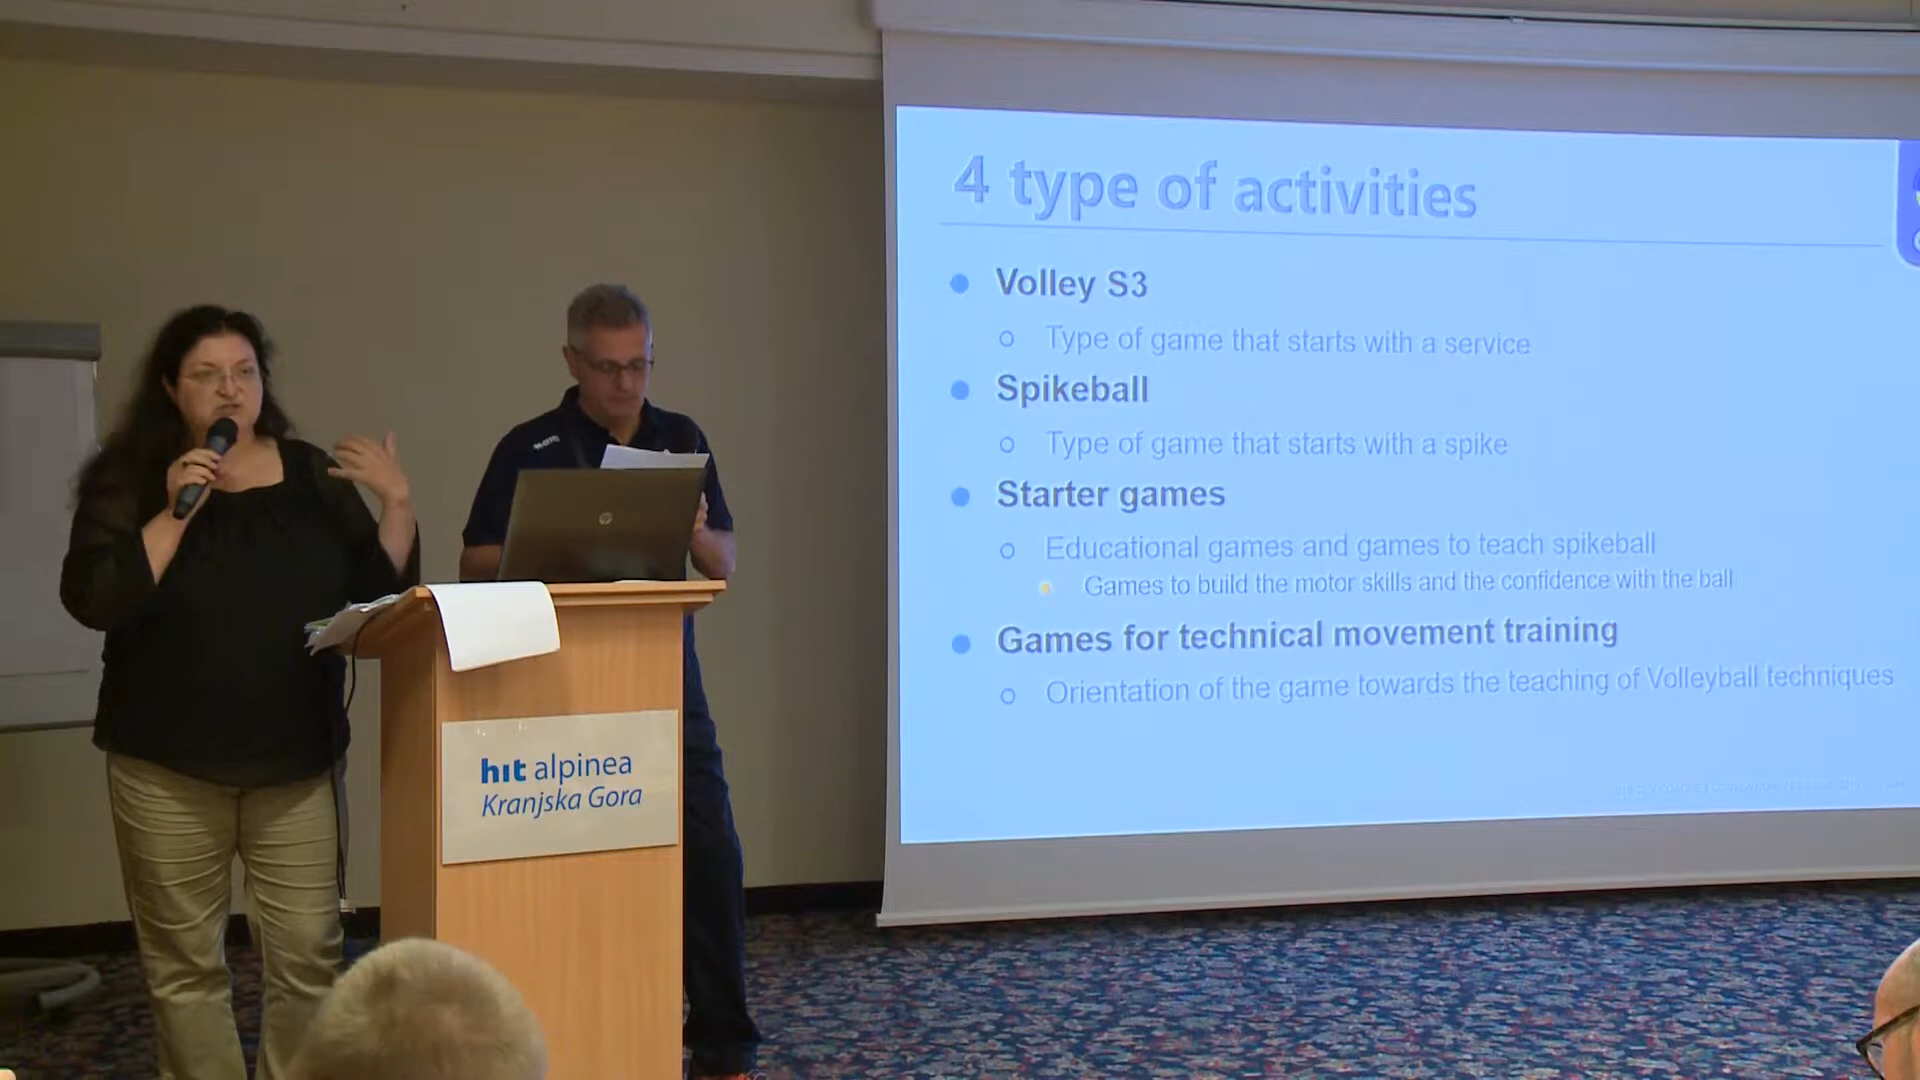 4 type of activities
Volley S3
Type of game that starts with a service
Spikeball
Type of game that starts with a spike
Starter games
Educational games and games to teach spikeball
Games to build the motor skills and the confidence with the ball
Games for technical movement training
Orientation of the game towards the teaching of Volleyball techniques
hit alpinea
Kranjska Gora
hp